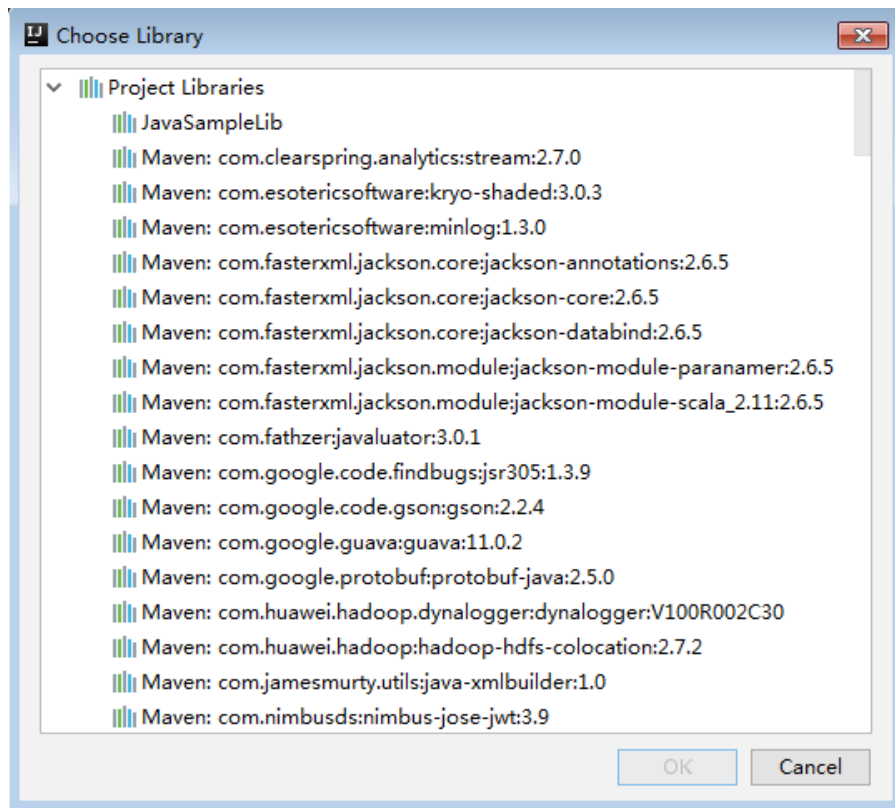 IJ Choose Library
Project Libraries
JavaSampleLib
Maven: com.clearspring.analytics:stream:2.7.0
Maven: com.esotericsoftware:kryo-shaded:3.0.3
Maven: com.esotericsoftware:minlog:1.3.0
Maven: com.fasterxml.jackson.core:jackson-annotations:2.6.5
Maven: com.fasterxml.jackson.core:jackson-core:2.6.5
Maven: com.fasterxml.jackson.core:jackson-databind:2.6.5
Maven: com.fasterxml.jackson.module:jackson-module-paranamer:2.6.5
Maven: com.fasterxml.jackson.module:jackson-module-scala_2.11:2.6.5
Maven: com.fathzer:javaluator:3.0.1
Maven: com.google.code.findbugs:jsr305:1.3.9
Maven: com.google.code.gson:gson:2.2.4
Maven: com.google.guava:guava:11.0.2
Maven: com.google.protobuf:protobuf-java:2.5.0
Maven: com.huawei.hadoop.dynalogger:dynalogger:V100R002C30
Maven: com.huawei.hadoop:hadoop-hdfs-colocation:2.7.2
Maven: com.jamesmurty.utils:java-xmlbuilder:1.0
Maven: com.nimbusds:nimbus-jose-jwt:3.9
OK Cancel